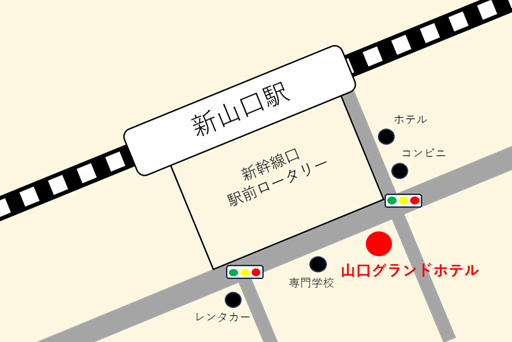 新山口駅
新幹線口
駅前ロータリー
ホテル
コンビニ
山口グランドホテル
専門学校
レンタカー